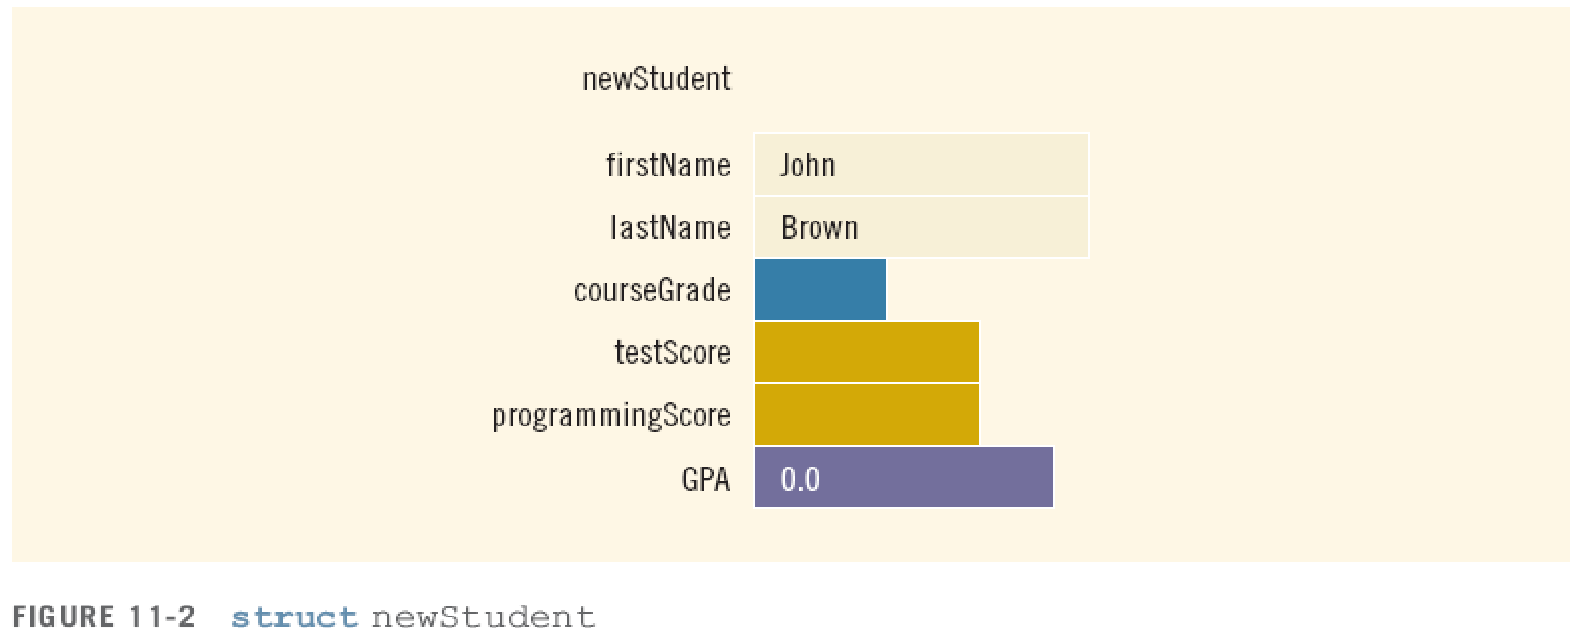 newStudent
firstName John
lastName Brown
courseGrade
testScore
programmingScore
GPA 0.0
FIGURE 11-2 struct newStudent